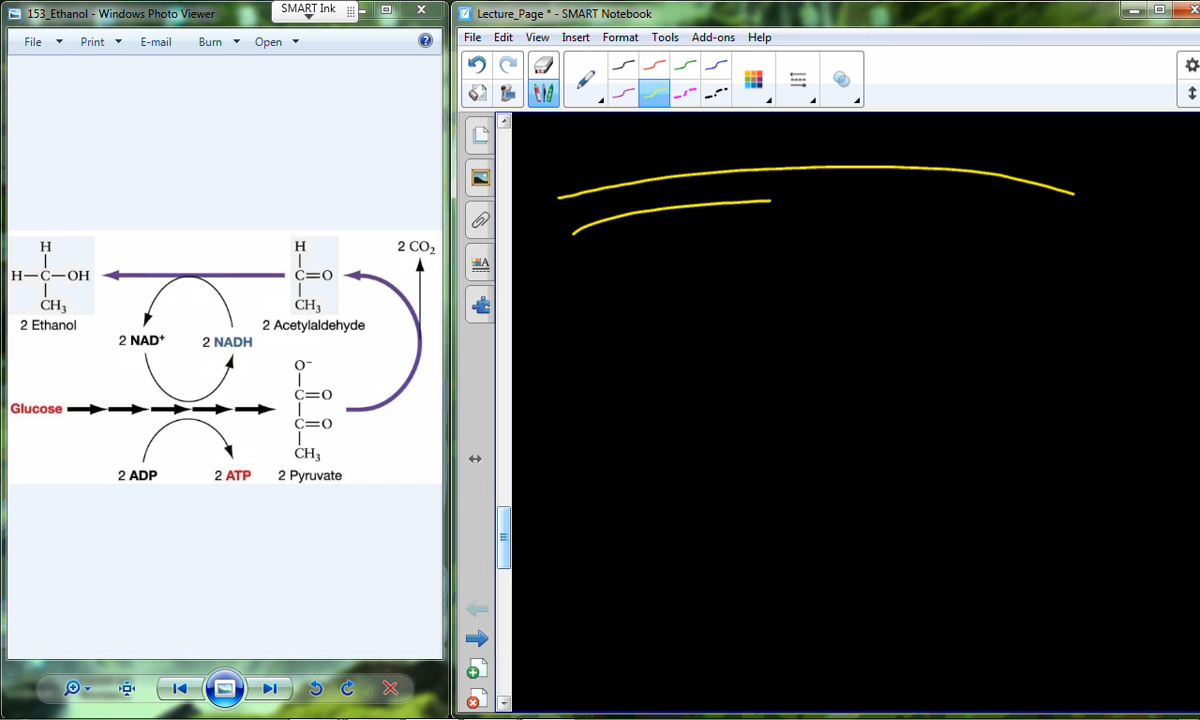 153_Ethanol - Windows Photo Viewer
SMART Ink
File Print E-mail Burn Open
H
H—C—OH
CH3
2 Ethanol
H
C=O
CH3
2 Acetylaldehyde
2 CO2
2 NAD+
2 NADH
Glucose
O-
C=O
C=O
CH3
2 ADP
2 ATP
2 Pyruvate
Lecture_Page * - SMART Notebook
File Edit View Insert Format Tools Add-ons Help